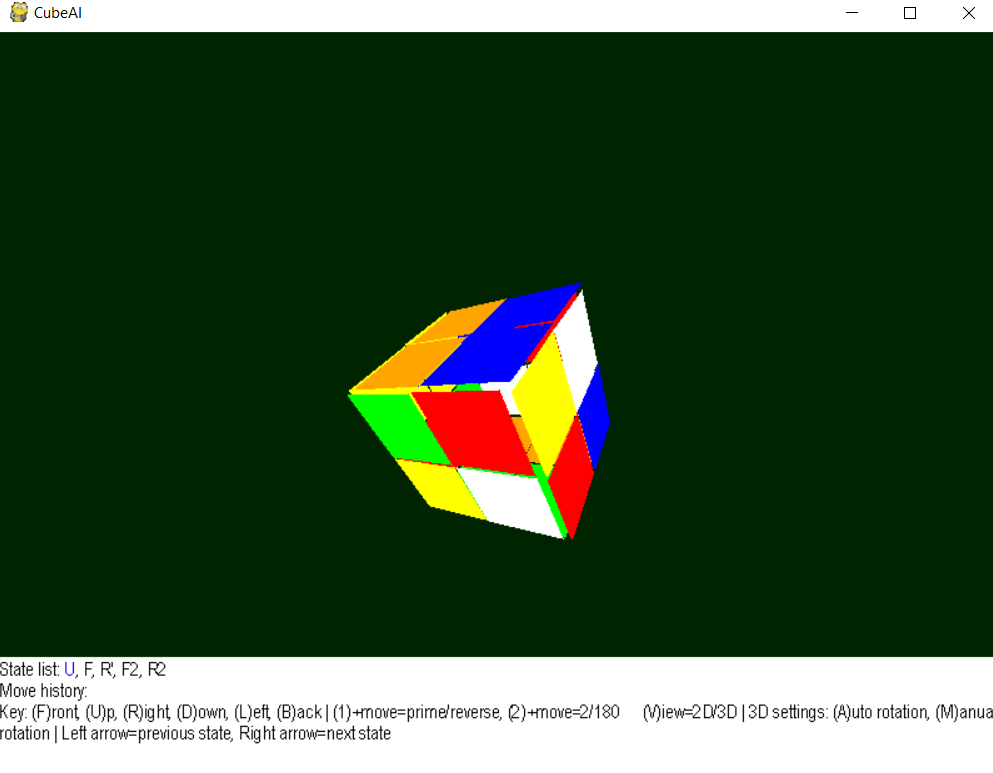 CubeAI
State list: U, F, R', F2, R2
Move history:
Key: (F)ront, (U)p, (R)ight, (D)own, (L)eft, (B)ack | (1)+move=prime/reverse, (2)+move=2/180 (V)iew=2D/3D | 3D settings: (A)uto rotation, (M)anua
rotation | Left arrow=previous state, Right arrow=next state